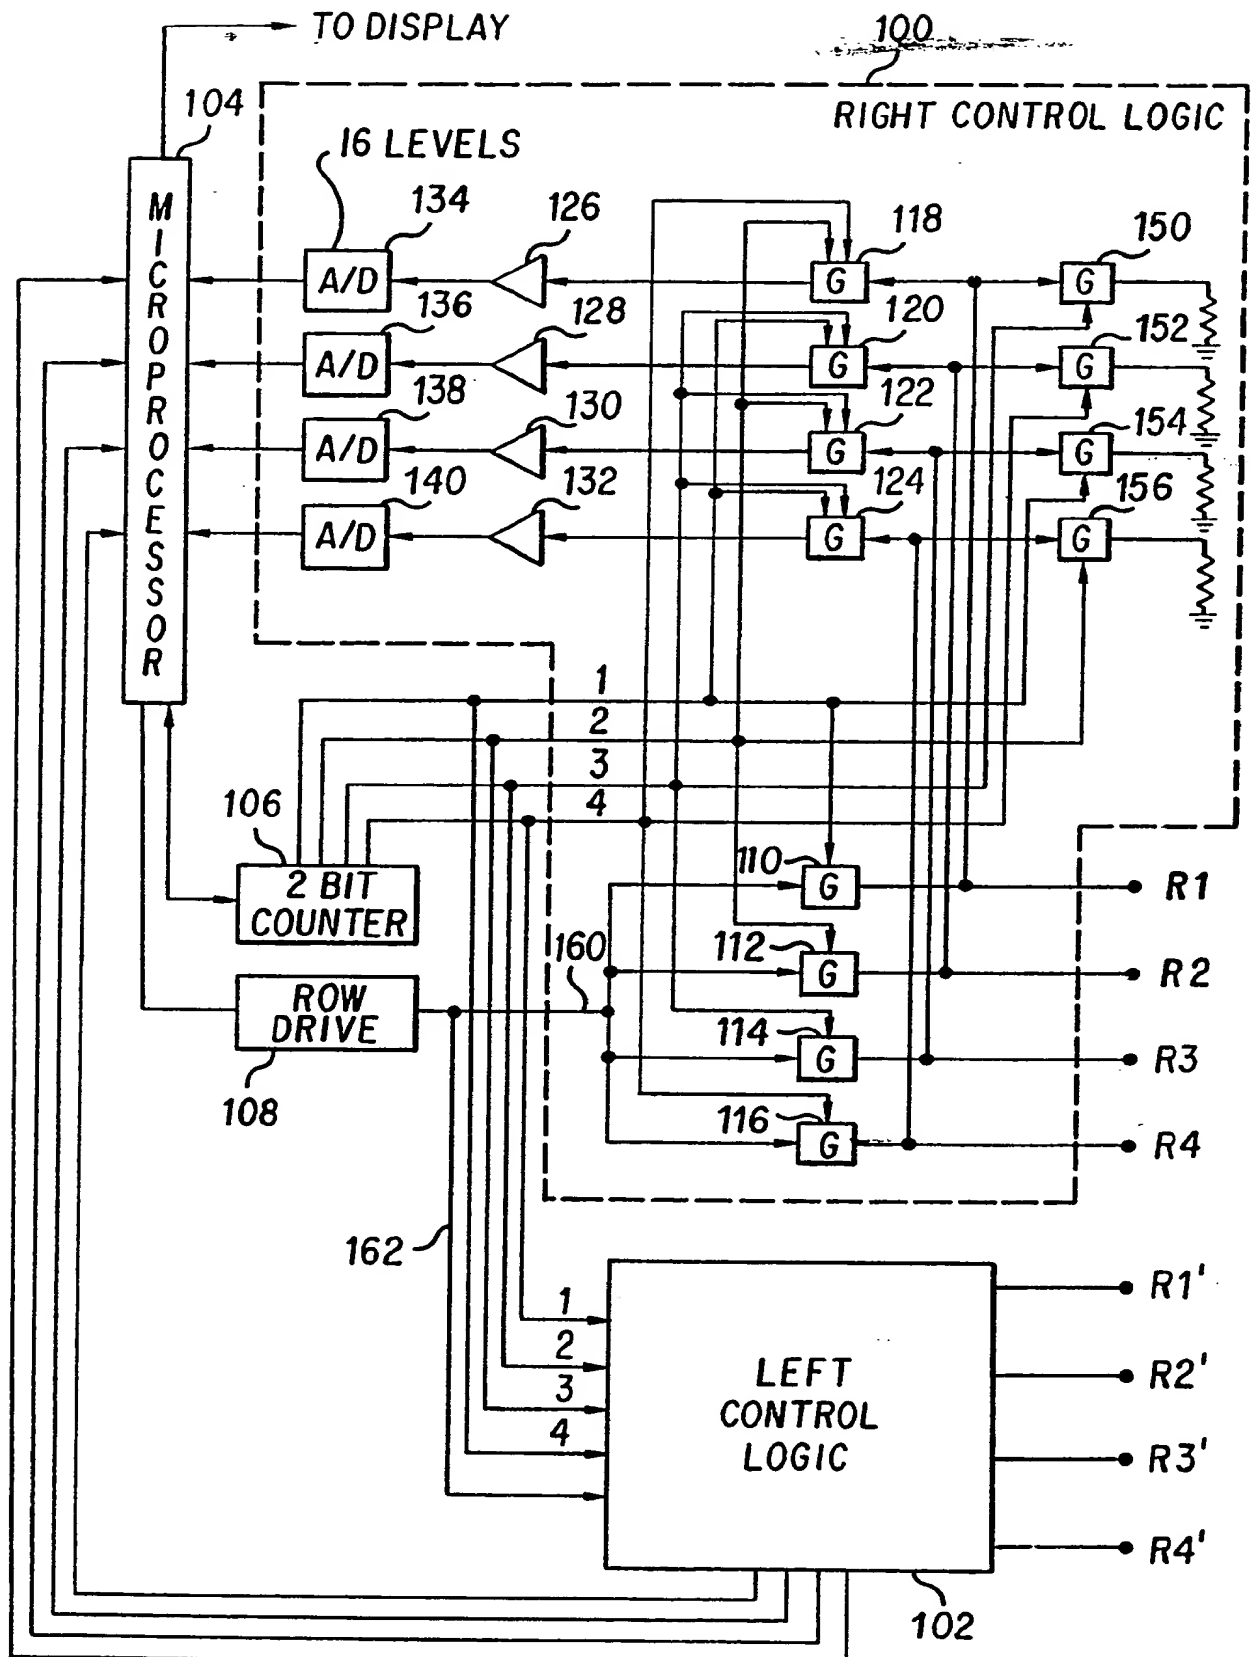 TO DISPLAY
100
RIGHT CONTROL LOGIC
104
16 LEVELS
MICROPROCESSOR
134
126
118
150
A/D
G
G
136
128
120
152
A/D
G
G
138
130
122
154
A/D
G
G
140
132
124
156
A/D
G
G
1
2
3
4
106
2 BIT
COUNTER
110
G
R1
160
112
G
R2
ROW
DRIVE
108
114
G
R3
116
G
R4
162
1
2
3
4
LEFT
CONTROL
LOGIC
R1'
R2'
R3'
R4'
102